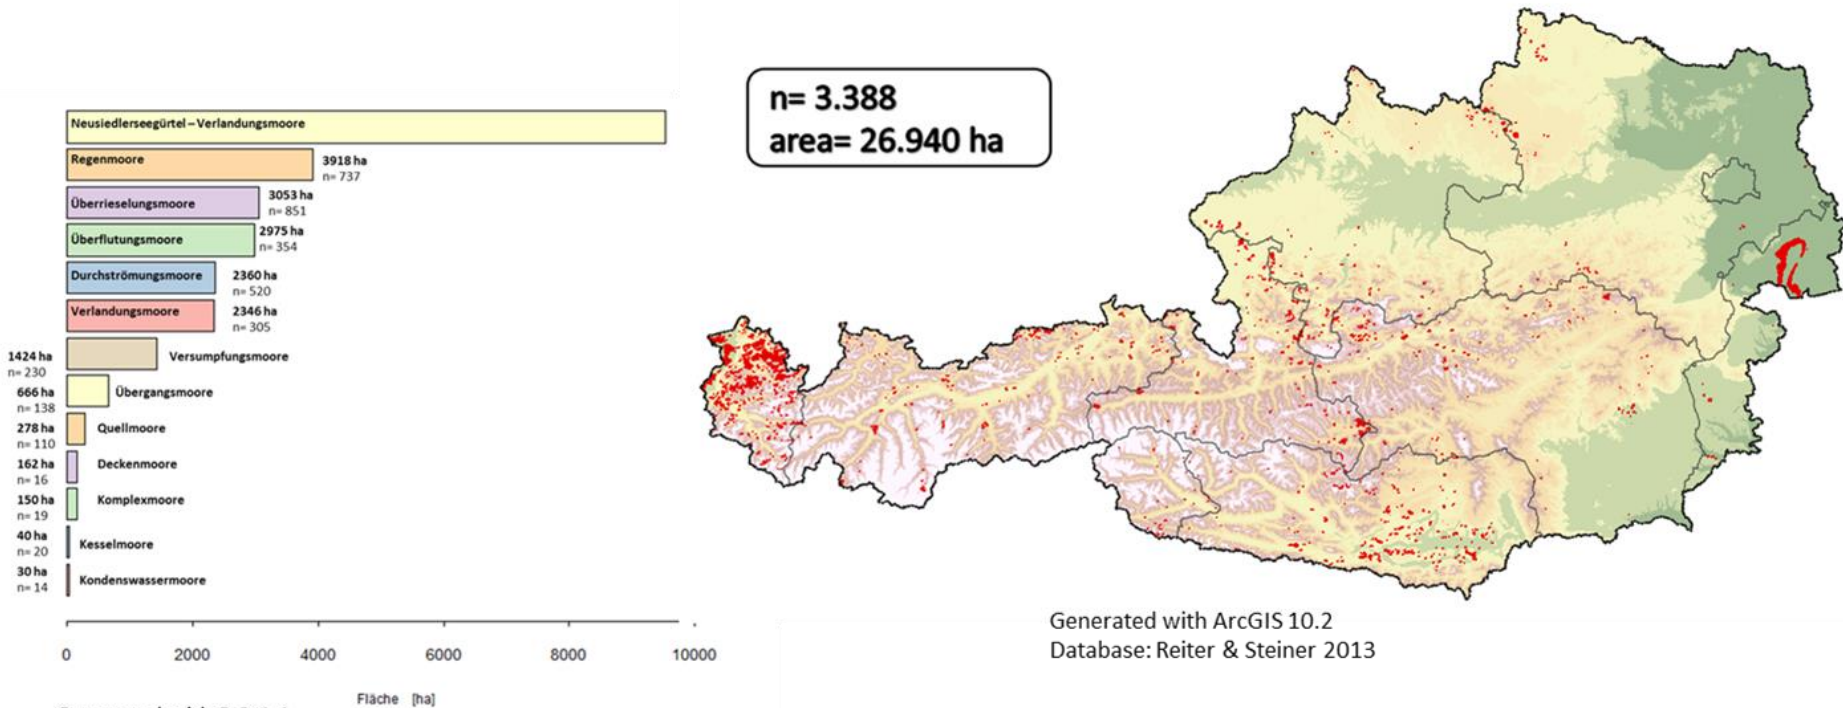 n= 3.388
area= 26.940 ha
Neusiedlerseegürtel – Verlandungsmoore
Regenmoore
3918 ha
n= 737
Überrieselungsmoore
3053 ha
n= 851
Überflutungsmoore
2975 ha
n= 354
Durchströmungsmoore
2360 ha
n= 520
Verlandungsmoore
2346 ha
n= 305
1424 ha
n= 230
Versumpfungsmoore
666 ha
n= 138
Übergangsmoore
278 ha
n= 110
Quellmoore
162 ha
n= 16
Deckenmoore
150 ha
n= 19
Komplexmoore
40 ha
n= 20
Kesselmoore
30 ha
n= 14
Kondenswassermoore
0 2000 4000 6000 8000 10000
Fläche [ha]
Generated with ArcGIS 10.2
Database: Reiter & Steiner 2013